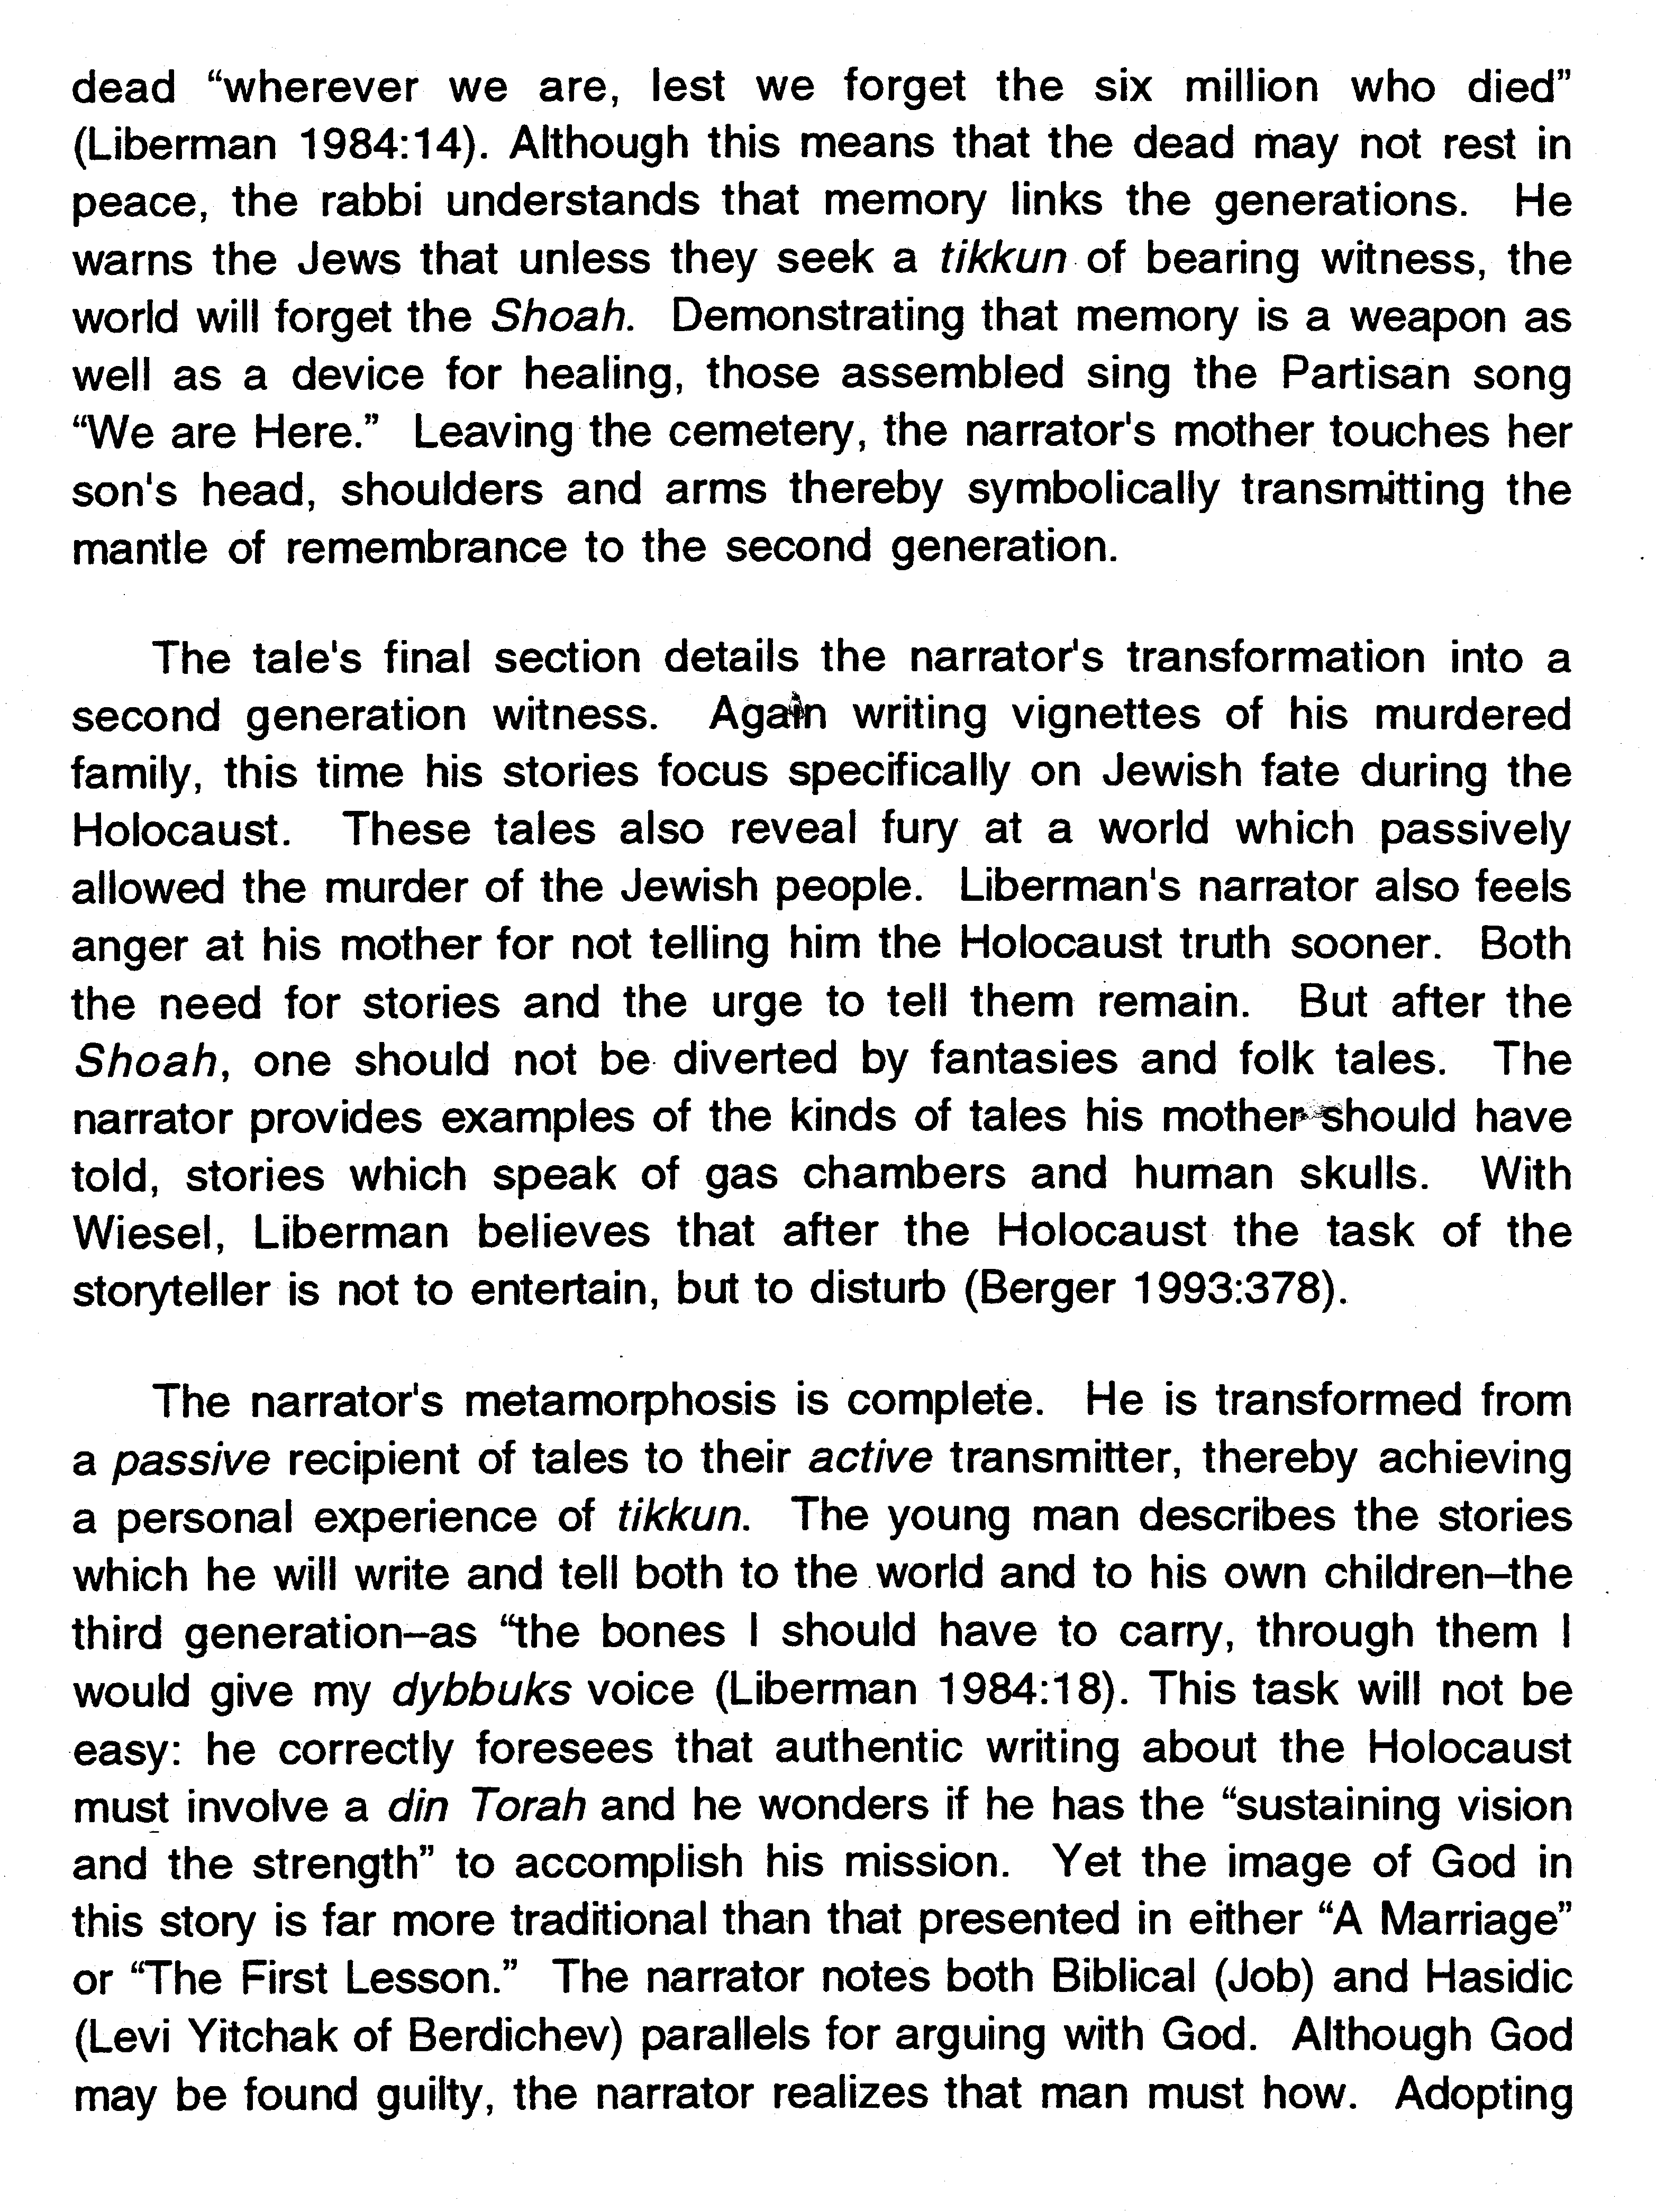 dead “wherever we are, lest we forget the six million who died”
(Liberman 1984:14). Although this means that the dead may not rest in
peace, the rabbi understands that memory links the generations. He
warns the Jews that unless they seek a tikkun of bearing witness, the
world will forget the Shoah. Demonstrating that memory is a weapon as
well as a device for healing, those assembled sing the Partisan song
“We are Here.” Leaving the cemetery, the narrator's mother touches her
son's head, shoulders and arms thereby symbolically transmitting the
mantle of remembrance to the second generation.
The tale's final section details the narrator's transformation into a
second generation witness. Again writing vignettes of his murdered
family, this time his stories focus specifically on Jewish fate during the
Holocaust. These tales also reveal fury at a world which passively
allowed the murder of the Jewish people. Liberman's narrator also feels
anger at his mother for not telling him the Holocaust truth sooner. Both
the need for stories and the urge to tell them remain. But after the
Shoah, one should not be diverted by fantasies and folk tales. The
narrator provides examples of the kinds of tales his mother should have
told, stories which speak of gas chambers and human skulls. With
Wiesel, Liberman believes that after the Holocaust the task of the
storyteller is not to entertain, but to disturb (Berger 1993:378).
The narrator's metamorphosis is complete. He is transformed from
a passive recipient of tales to their active transmitter, thereby achieving
a personal experience of tikkun. The young man describes the stories
which he will write and tell both to the world and to his own children–the
third generation–as “the bones I should have to carry, through them I
would give my dybbuks voice (Liberman 1984:18). This task will not be
easy: he correctly foresees that authentic writing about the Holocaust
must involve a din Torah and he wonders if he has the “sustaining vision
and the strength” to accomplish his mission. Yet the image of God in
this story is far more traditional than that presented in either “A Marriage”
or “The First Lesson.” The narrator notes both Biblical (Job) and Hasidic
(Levi Yitchak of Berdichev) parallels for arguing with God. Although God
may be found guilty, the narrator realizes that man must how. Adopting